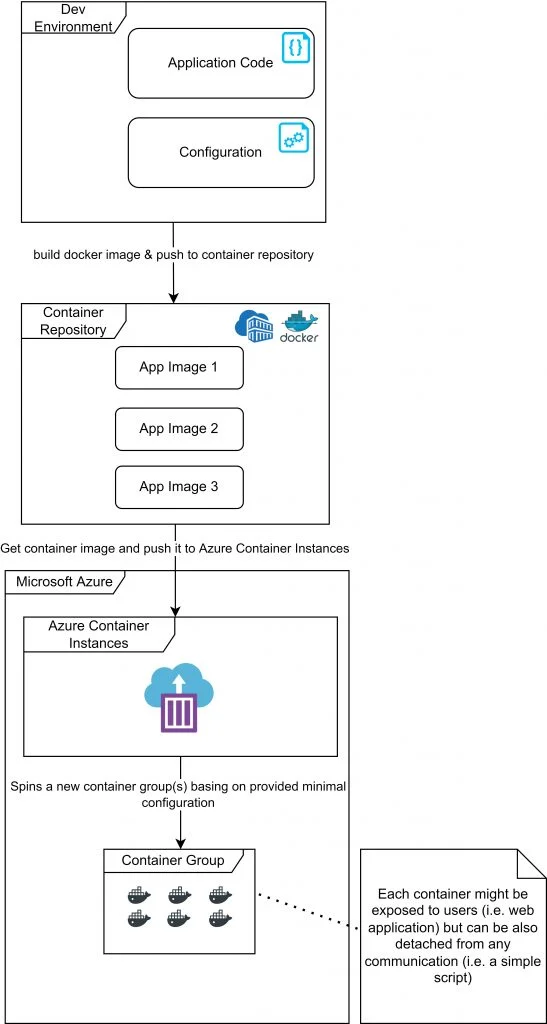 Dev
Environment
Application Code
{}
Configuration
build docker image & push to container repository
Container
Repository
docker
App Image 1
App Image 2
App Image 3
Get container image and push it to Azure Container Instances
Microsoft Azure
Azure Container
Instances
Spins a new container group(s) basing on provided minimal
configuration
Container Group
Each container might be
exposed to users (i.e. web
application) but can be also
detached from any
communication (i.e. a simple
script)